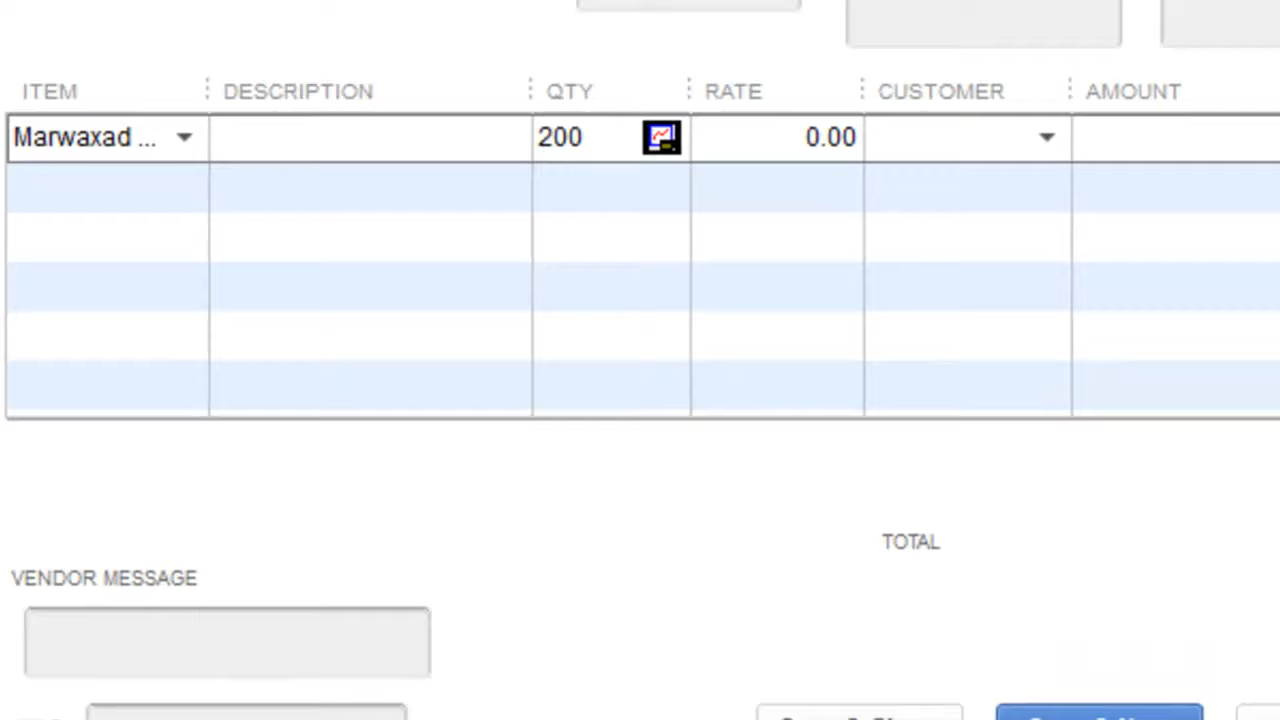 ITEM DESCRIPTION QTY RATE CUSTOMER AMOUNT
Marwaxad ... 200 0.00
TOTAL
VENDOR MESSAGE